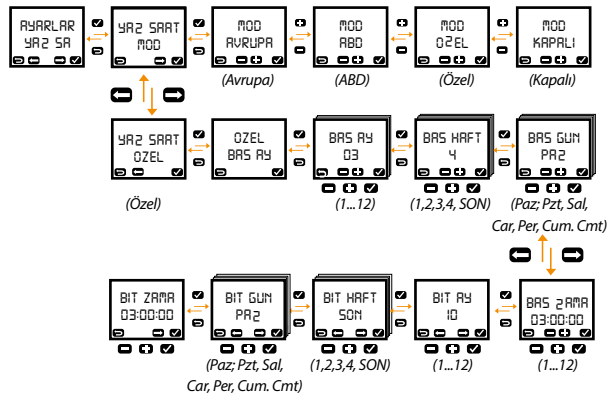 AYARLAR
YAZ SA
YAZ SAAT
MOD
MOD
AVRUPA
MOD
ABD
MOD
OZEL
MOD
KAPALI
(Avrupa)
(ABD)
(Özel)
(Kapalı)
YAZ SAAT
OZEL
OZEL
BAS AY
BAS AY
03
BAS HAFT
4
BAS GUN
PAZ
(Özel)
(1...12)
(1,2,3,4, SON)
(Paz; Pzt, Sal,
Car, Per, Cum. Cmt)
BIT ZAMA
03:00:00
BIT GUN
PAZ
BIT HAFT
SON
BIT AY
10
BAS ZAMA
03:00:00
(Paz; Pzt, Sal,
Car, Per, Cum. Cmt)
(1,2,3,4, SON)
(1...12)
(1...12)